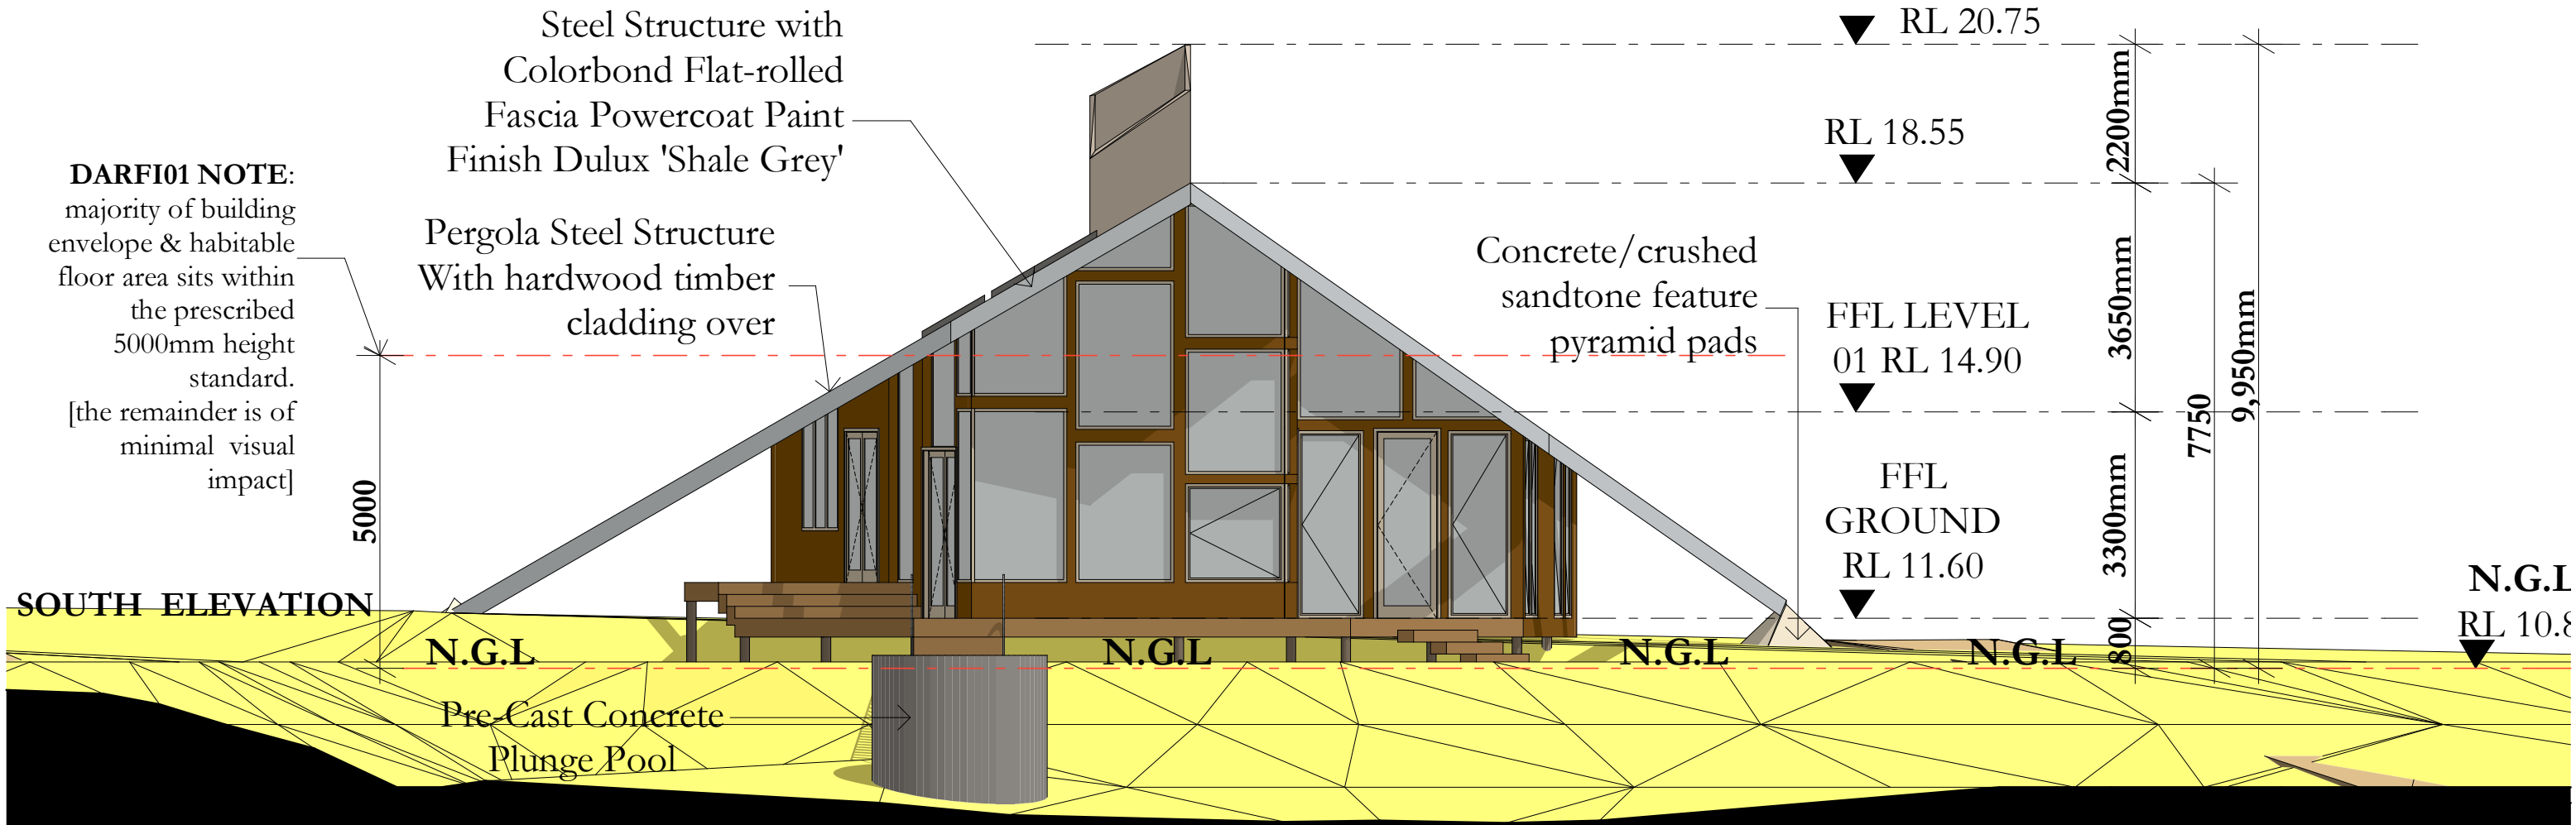 Steel Structure with
Colorbond Flat-rolled
Fascia Powercoat Paint
Finish Dulux 'Shale Grey'
DARFI01 NOTE:
majority of building
envelope & habitable
floor area sits within
the prescribed
5000mm height
standard.
[the remainder is of
minimal visual
impact]
Pergola Steel Structure
With hardwood timber
cladding over
Concrete/crushed
sandtone feature
pyramid pads
RL 20.75
RL 18.55
FFL LEVEL
01 RL 14.90
FFL
GROUND
RL 11.60
2200mm
3650mm
3300mm
800
7750
9,950mm
5000
SOUTH ELEVATION
N.G.L
N.G.L
N.G.L
N.G.L
N.G.L
RL 10.8
Pre-Cast Concrete
Plunge Pool